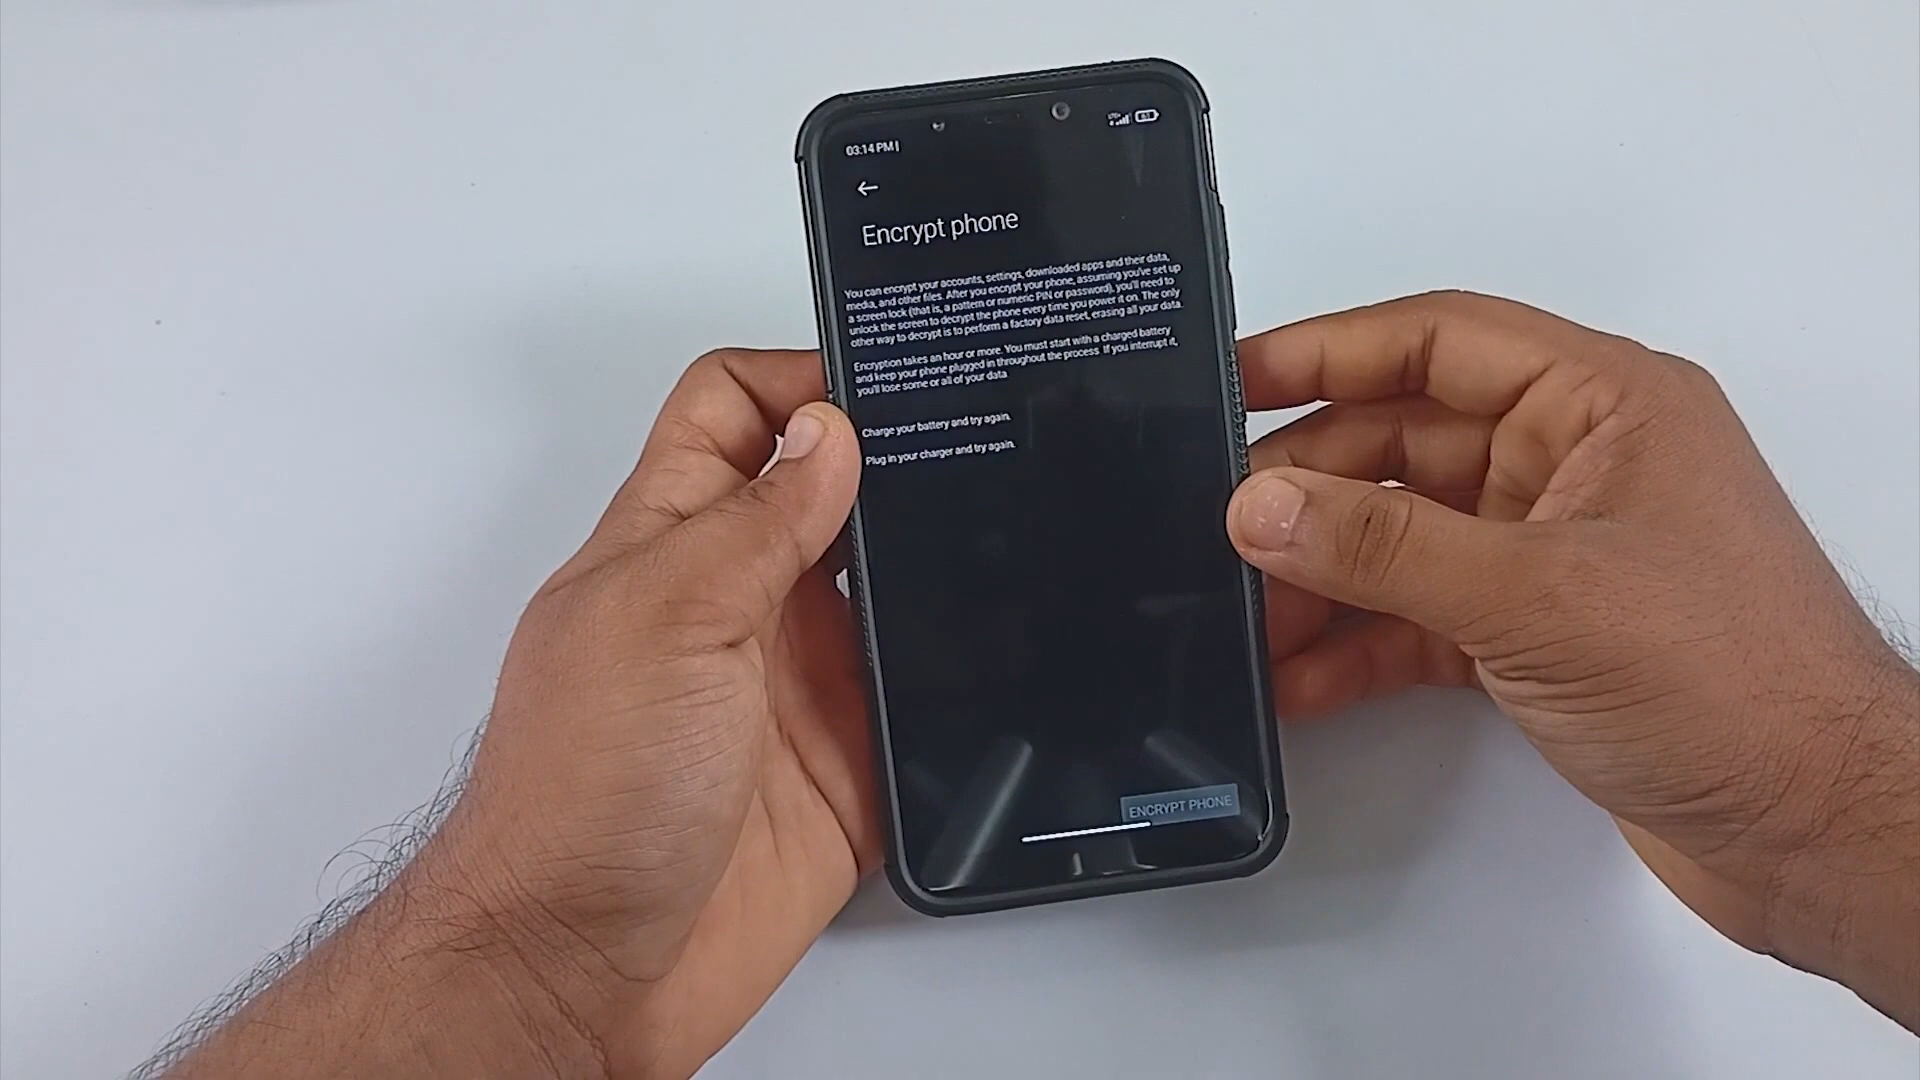 03:14 PM
LTE+
Encrypt phone
You can encrypt your accounts, settings, downloaded apps and their data,
media, and other files. After you encrypt your phone, assuming you've set up
a screen lock (that is, a pattern or numeric PIN or password), you'll need to
unlock the screen to decrypt the phone every time you power it on. The only
other way to decrypt is to perform a factory data reset, erasing all your data.
Encryption takes an hour or more. You must start with a charged battery
and keep your phone plugged in throughout the process. If you interrupt it,
you'll lose some or all of your data.
Charge your battery and try again.
Plug in your charger and try again.
ENCRYPT PHONE